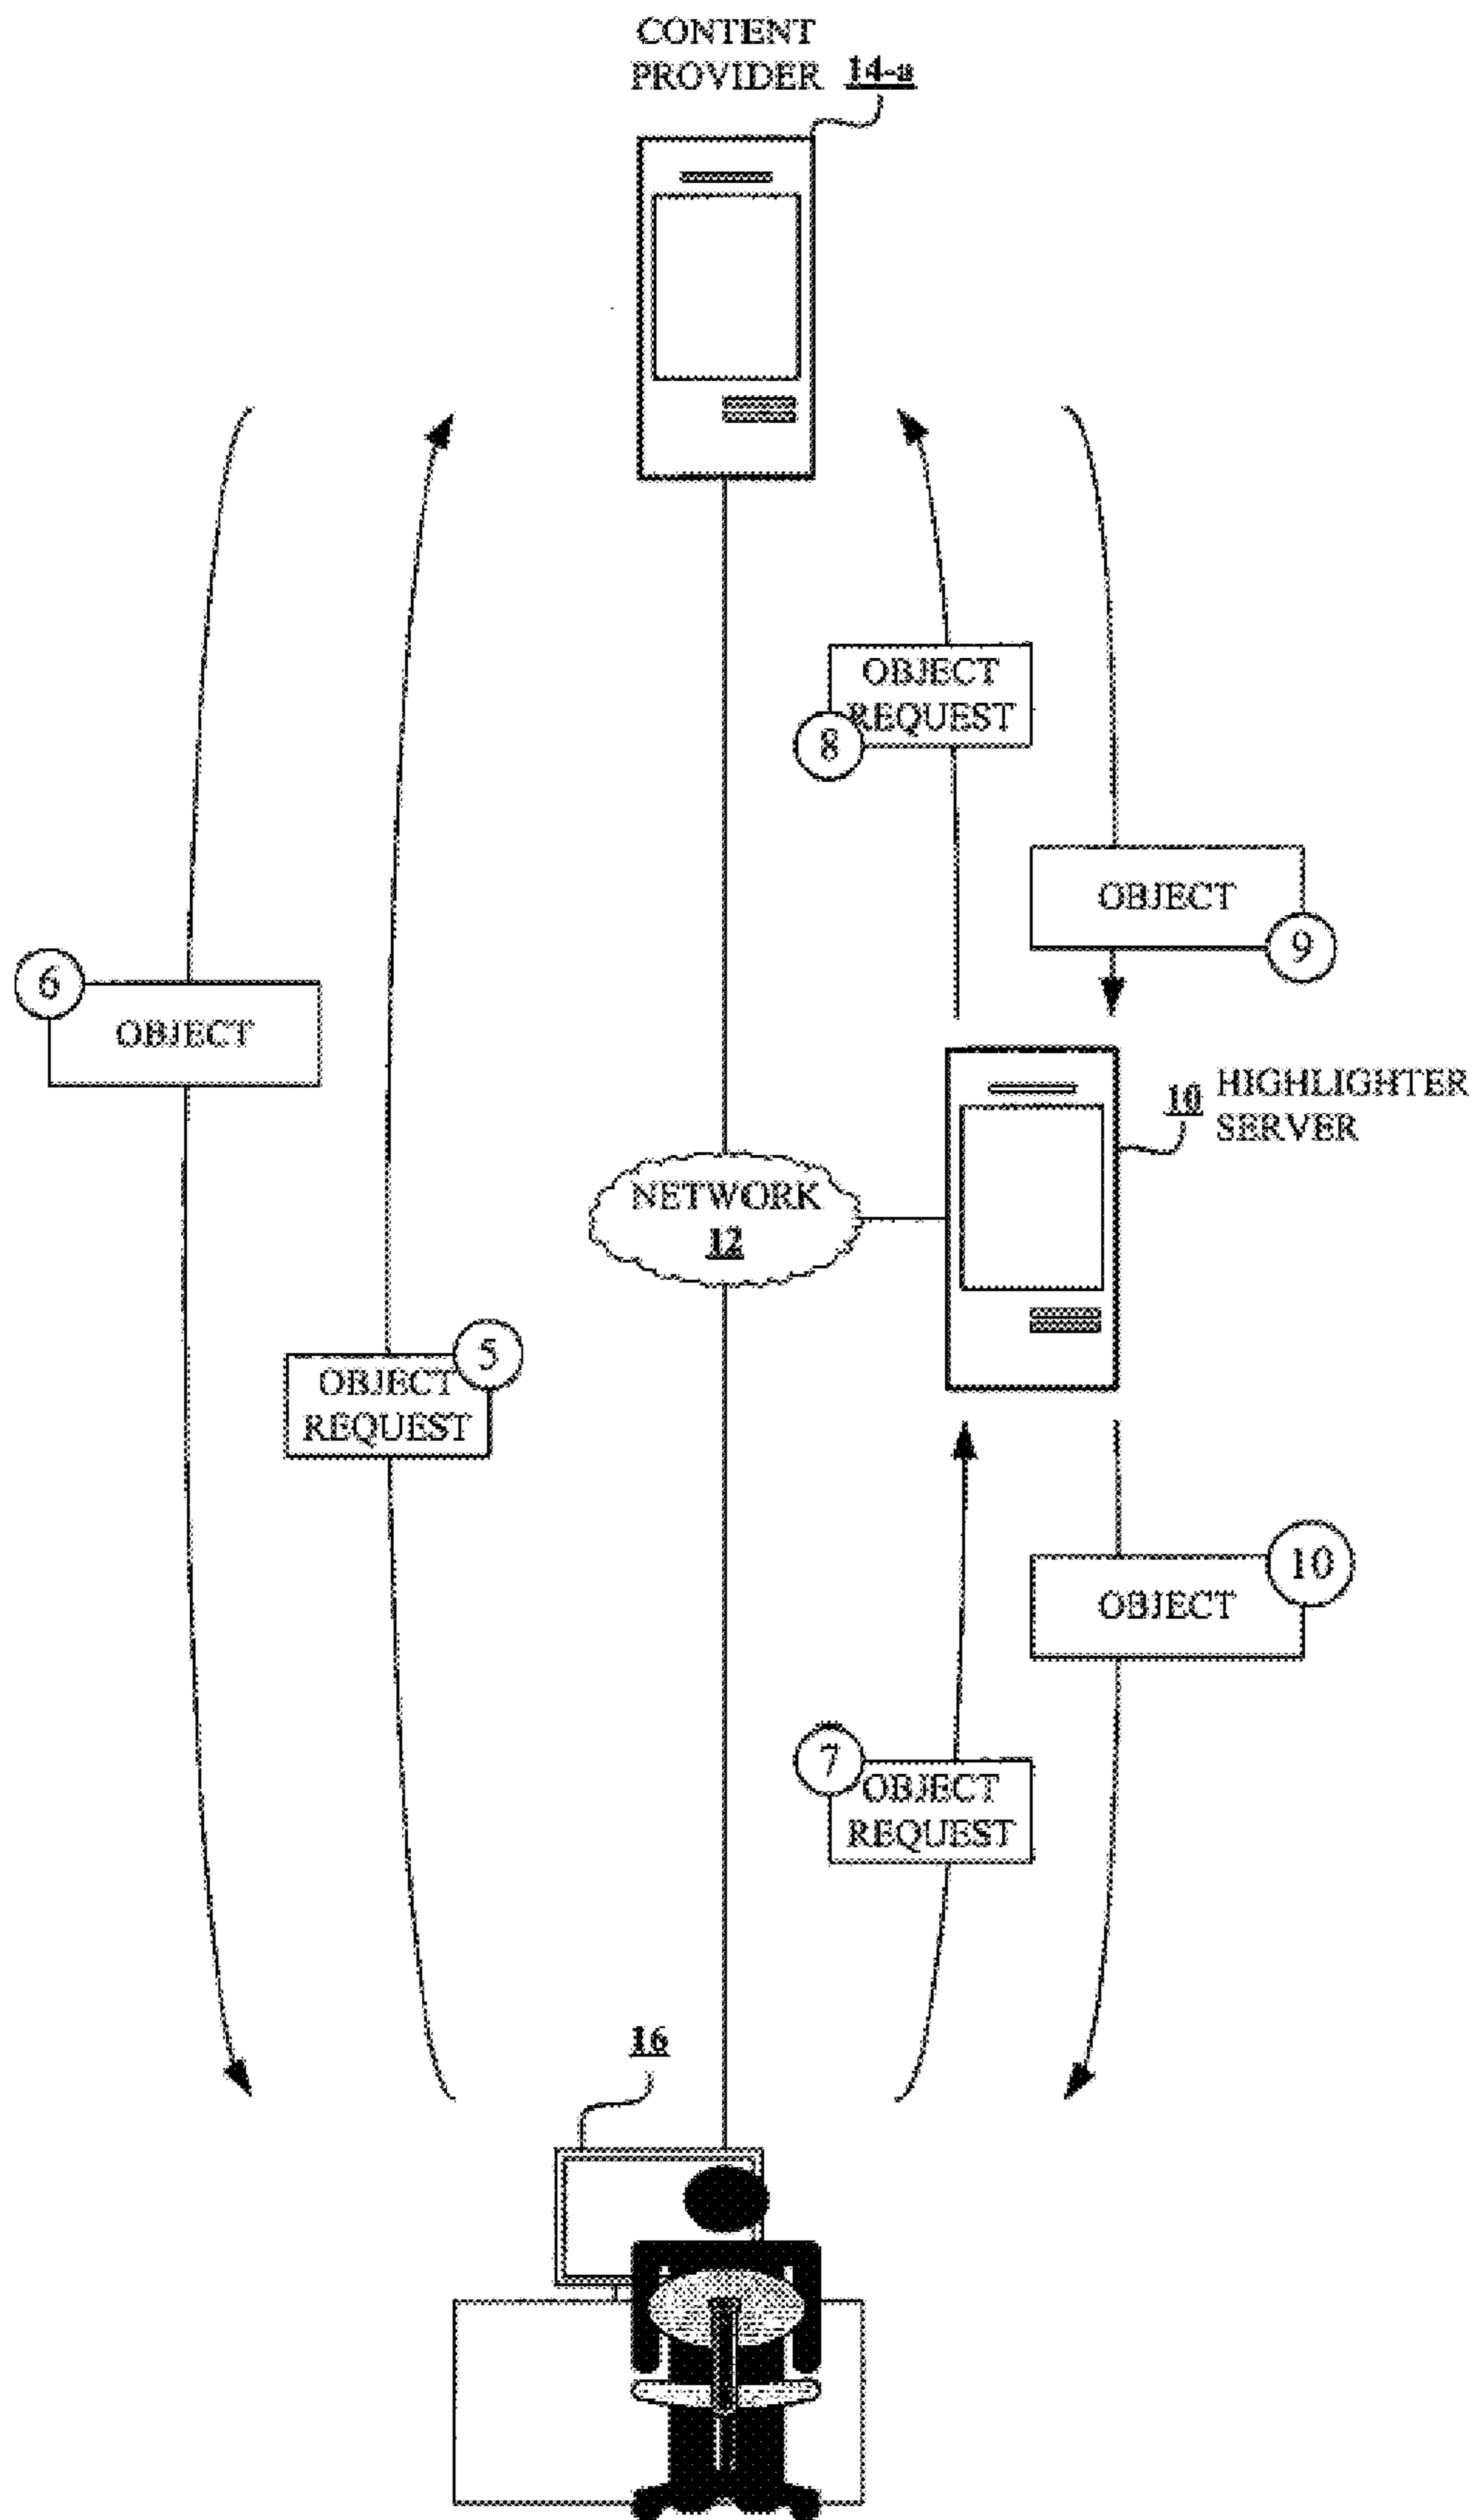 CONTENT
PROVIDER 14-a
OBJECT
REQUEST
8
OBJECT
9
6
OBJECT
10 HIGHLIGHTER
SERVER
NETWORK
12
5
OBJECT
REQUEST
10
OBJECT
7
OBJECT
REQUEST
16